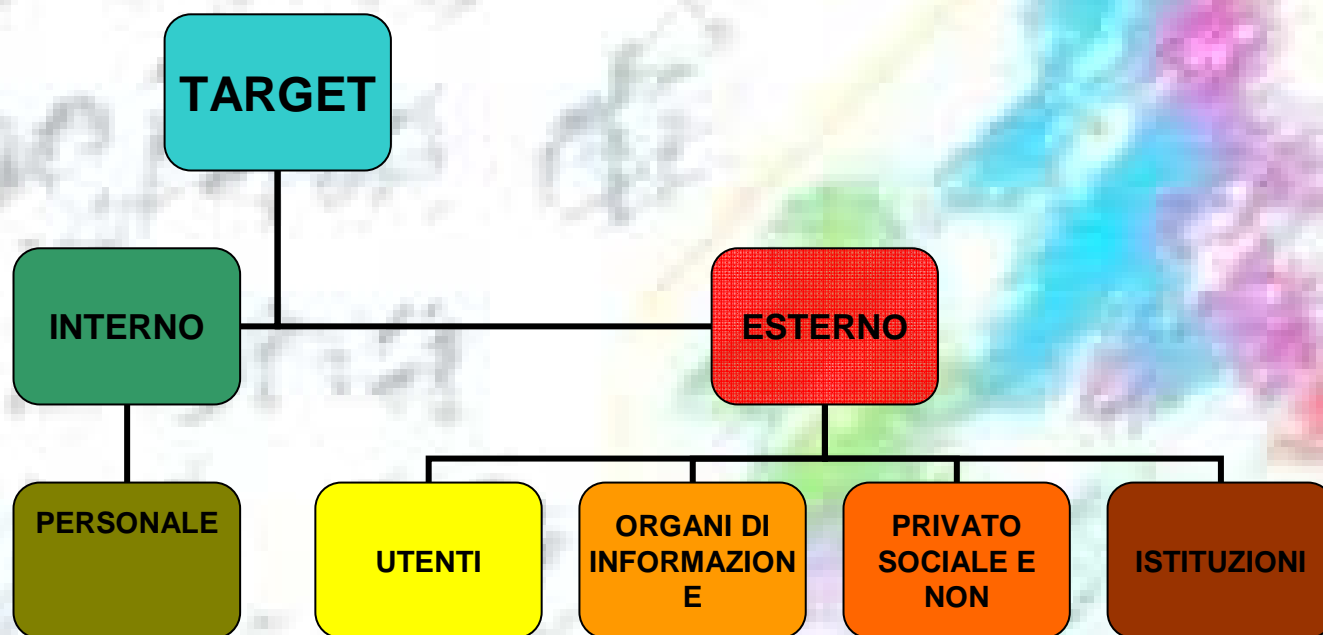 TARGET
INTERNO
ESTERNO
PERSONALE
UTENTI
ORGANI DI
INFORMAZION
E
PRIVATO
SOCIALE E
NON
ISTITUZIONI